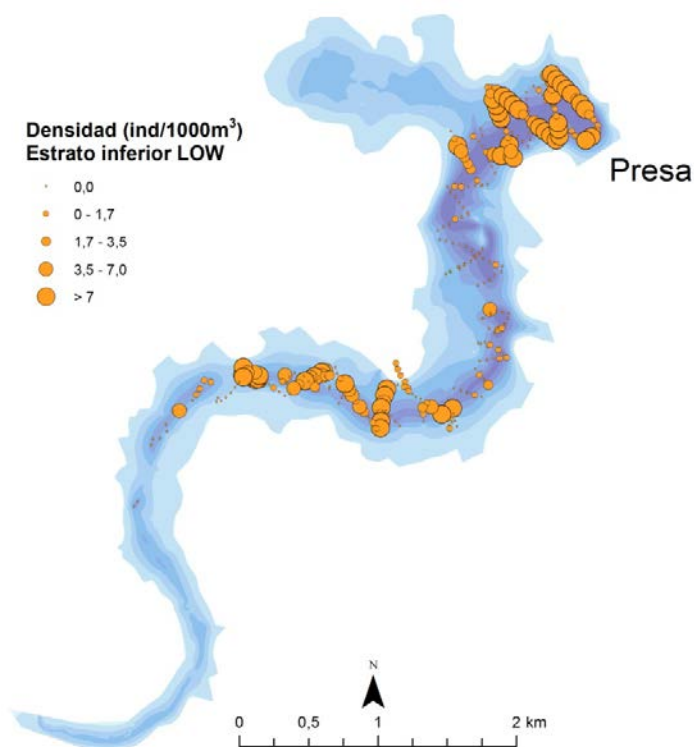 Densidad (ind/1000m³)
Estrato inferior LOW
0,0
0 - 1,7
1,7 - 3,5
3,5 - 7,0
> 7
Presa
N
0 0,5 1 2 km